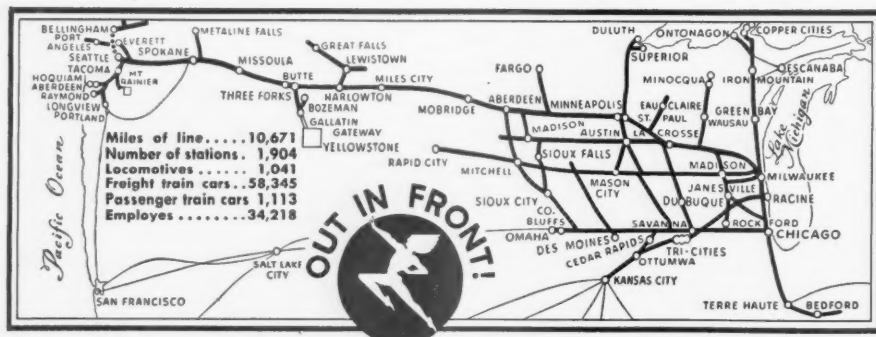 BELLINGHAM
PORT
ANGELES
EVERETT
SEATTLE
TACOMA
HOQUIAM
ABERDEEN
RAYMOND
LONGVIEW
PORTLAND
MT.
RAINIER
SPOKANE
METALINE FALLS
MISSOULA
GREAT FALLS
LEWISTOWN
BUTTE
THREE FORKS
HARLOWTON
MILES CITY
BOZEMAN
GALLATIN
GATEWAY
YELLOWSTONE
MOBRIDGE
FARGO
ABERDEEN
MINNEAPOLIS
DULUTH
SUPERIOR
ONTONAGON
COPPER CITIES
ESCANABA
MINOCQUA
IRON MOUNTAIN
EAU CLAIRE
ST.
PAUL
GREEN
BAY
WAUSAU
MADISON
AUSTIN
LA CROSSE
RAPID CITY
MITCHELL
SIOUX FALLS
MASON
CITY
MADISON
MILWAUKEE
JANESVILLE
RACINE
Lake
Michigan
SIOUX CITY
DUBUQUE
ROCKFORD
CO.
BLUFFS
OMAHA
DES MOINES
CEDAR RAPIDS
SAVANNA
TRI-CITIES
OTTUMWA
CHICAGO
KANSAS CITY
TERRE HAUTE
BEDFORD
Pacific Ocean
SAN FRANCISCO
SALT LAKE
CITY
Miles of line.....10,671
Number of stations. 1,904
Locomotives ..... 1,041
Freight train cars..58,345
Passenger train cars 1,113
Employes ........34,218
OUT IN FRONT!